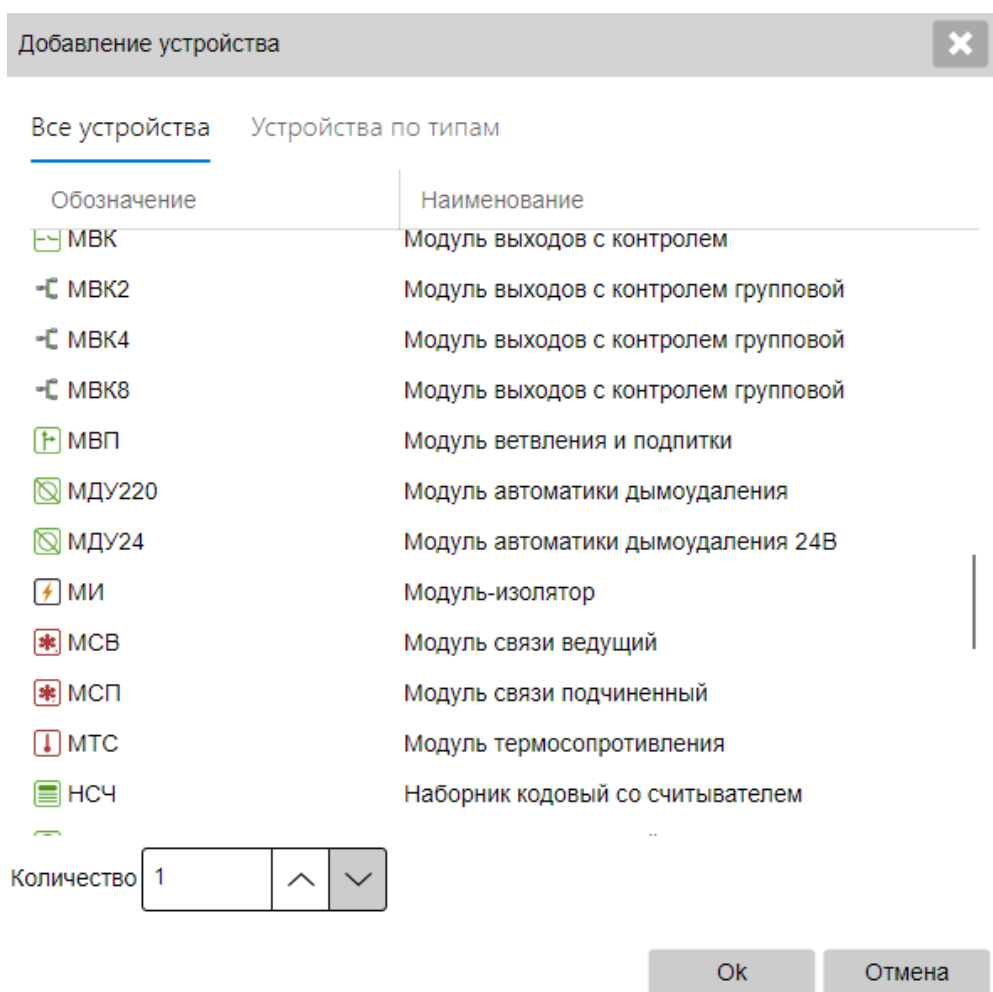 Добавление устройства
Все устройства Устройства по типам
Обозначение Наименование
МВК Модуль выходов с контролем
МВК2 Модуль выходов с контролем групповой
МВК4 Модуль выходов с контролем групповой
МВК8 Модуль выходов с контролем групповой
МВП Модуль ветвления и подпитки
МДУ220 Модуль автоматики дымоудаления
МДУ24 Модуль автоматики дымоудаления 24В
МИ Модуль-изолятор
МСВ Модуль связи ведущий
МСП Модуль связи подчиненный
МТС Модуль термосопротивления
НСЧ Наборник кодовый со считывателем
Количество 1
Ok Отмена